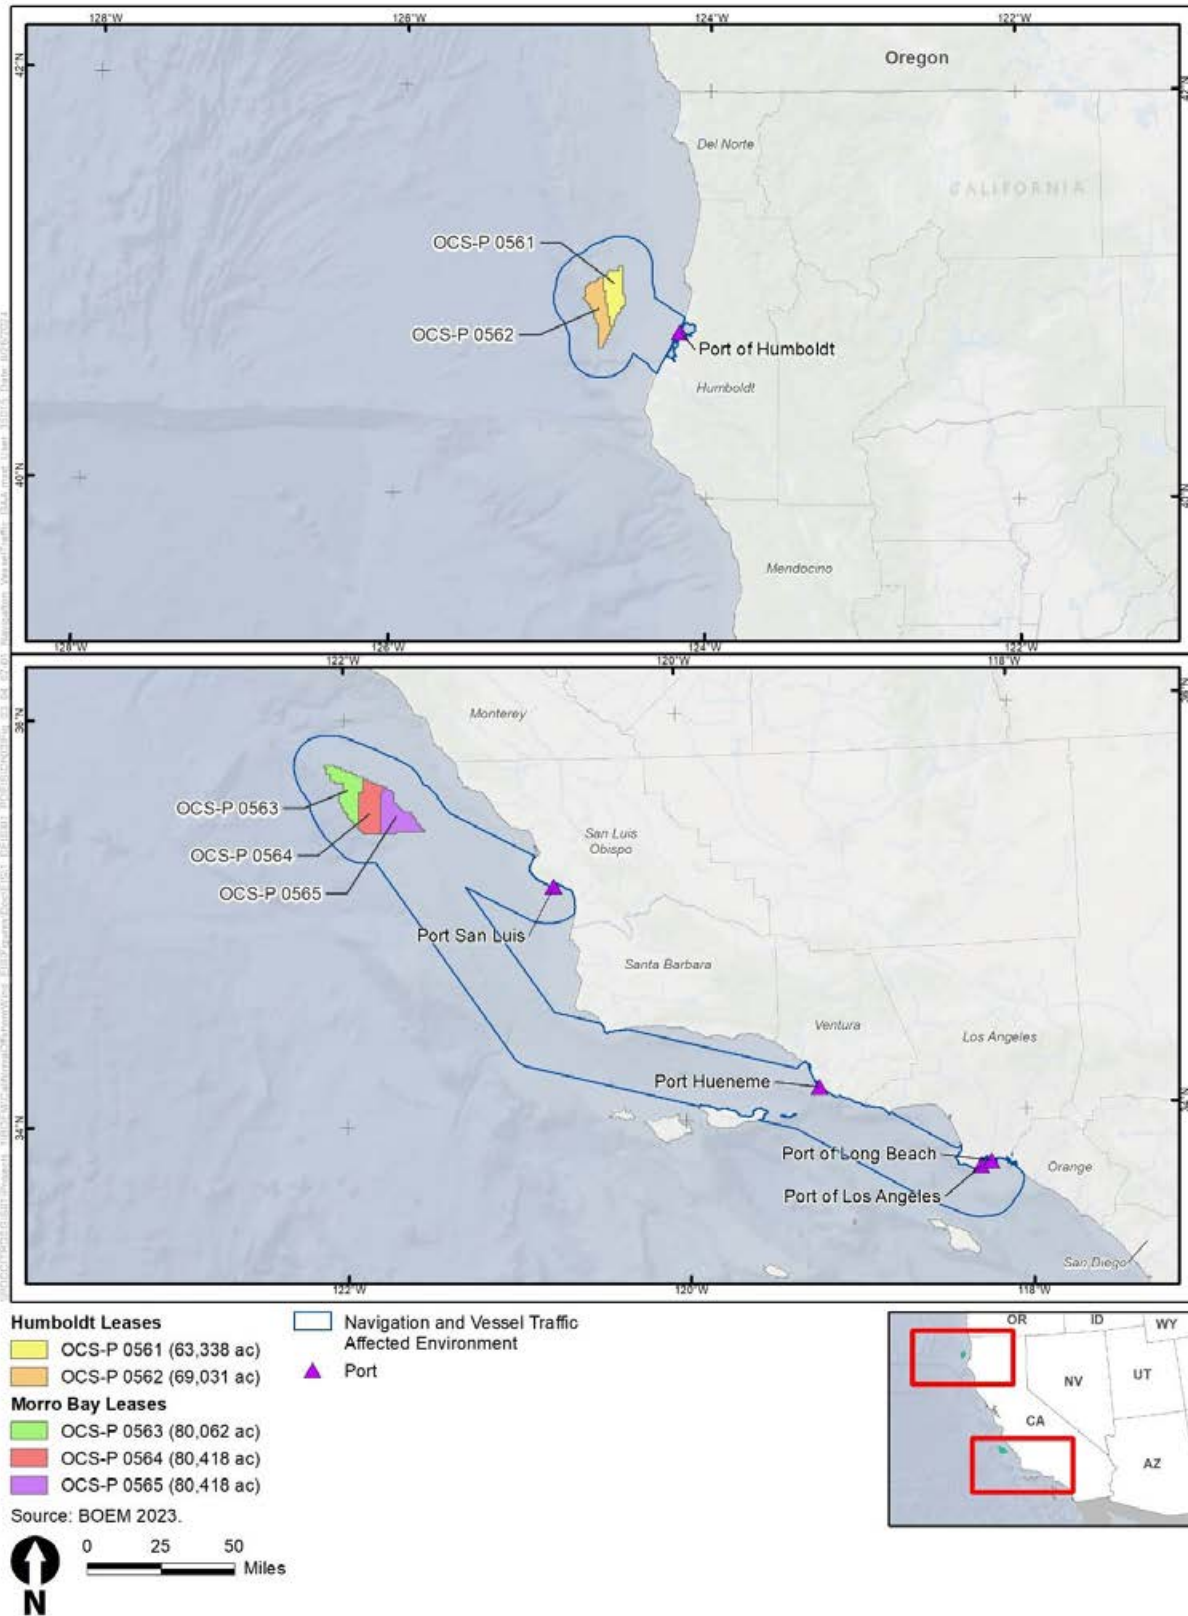 128°W 126°W 124°W 122°W
42°N 42°N
Oregon
Del Norte
CALIFORNIA
OCS-P 0561
OCS-P 0562
Port of Humboldt
Humboldt
40°N 40°N
Mendocino
128°W 126°W 124°W 122°W
122°W 120°W 118°W
36°N 36°N
Monterey
OCS-P 0563
San Luis
Obispo
OCS-P 0564
OCS-P 0565
Port San Luis
Santa Barbara
Ventura
Los Angeles
Port Hueneme
34°N 34°N
Port of Long Beach
Orange
Port of Los Angeles
San Diego
122°W 120°W 118°W
Humboldt Leases
OCS-P 0561 (63,338 ac)
OCS-P 0562 (69,031 ac)
Morro Bay Leases
OCS-P 0563 (80,062 ac)
OCS-P 0564 (80,418 ac)
OCS-P 0565 (80,418 ac)
Source: BOEM 2023.
0 25 50
Miles
N
Navigation and Vessel Traffic
Affected Environment
Port
OR ID WY
NV UT
CA
AZ